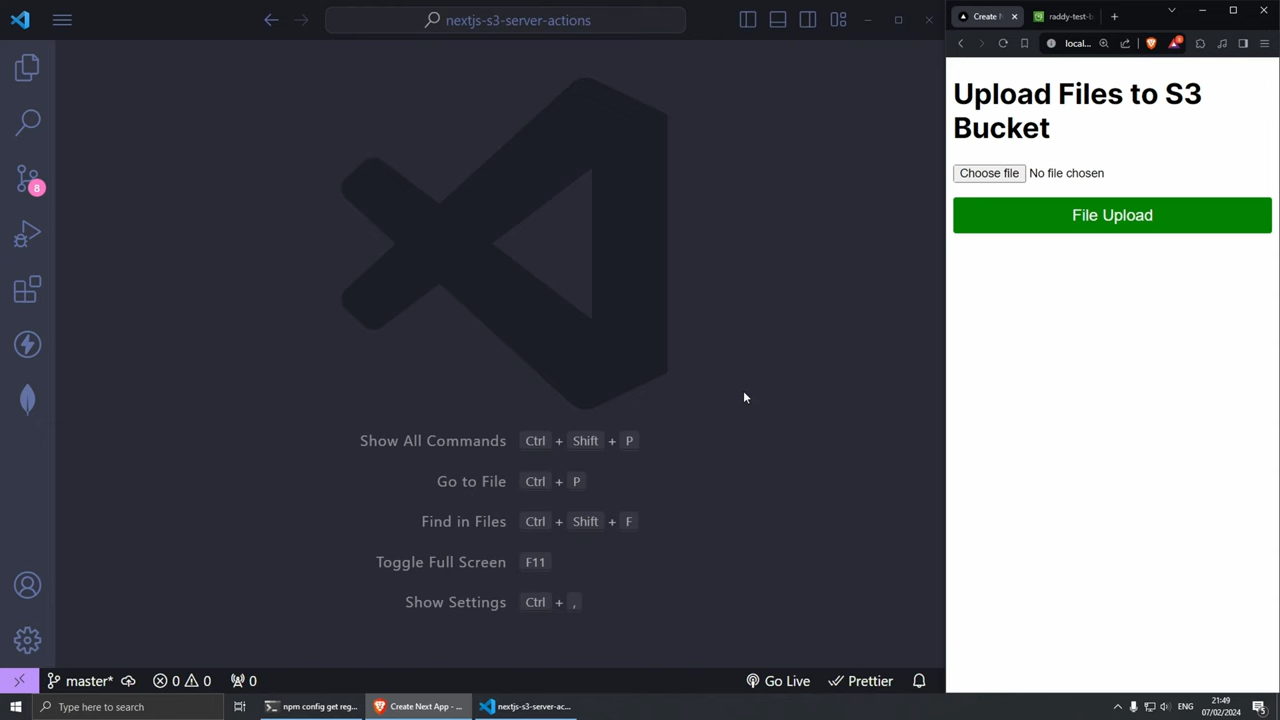 nextjs-s3-server-actions
8
Show All Commands Ctrl + Shift + P
Go to File Ctrl + P
Find in Files Ctrl + Shift + F
Toggle Full Screen F11
Show Settings Ctrl + ,
master* 0 0 0 Go Live Prettier
Create N
raddy-test-b
local...
3
Upload Files to S3
Bucket
Choose file No file chosen
File Upload
Type here to search
npm config get reg...
Create Next App - ...
nextjs-s3-server-ac...
ENG
21:49
07/02/2024
5